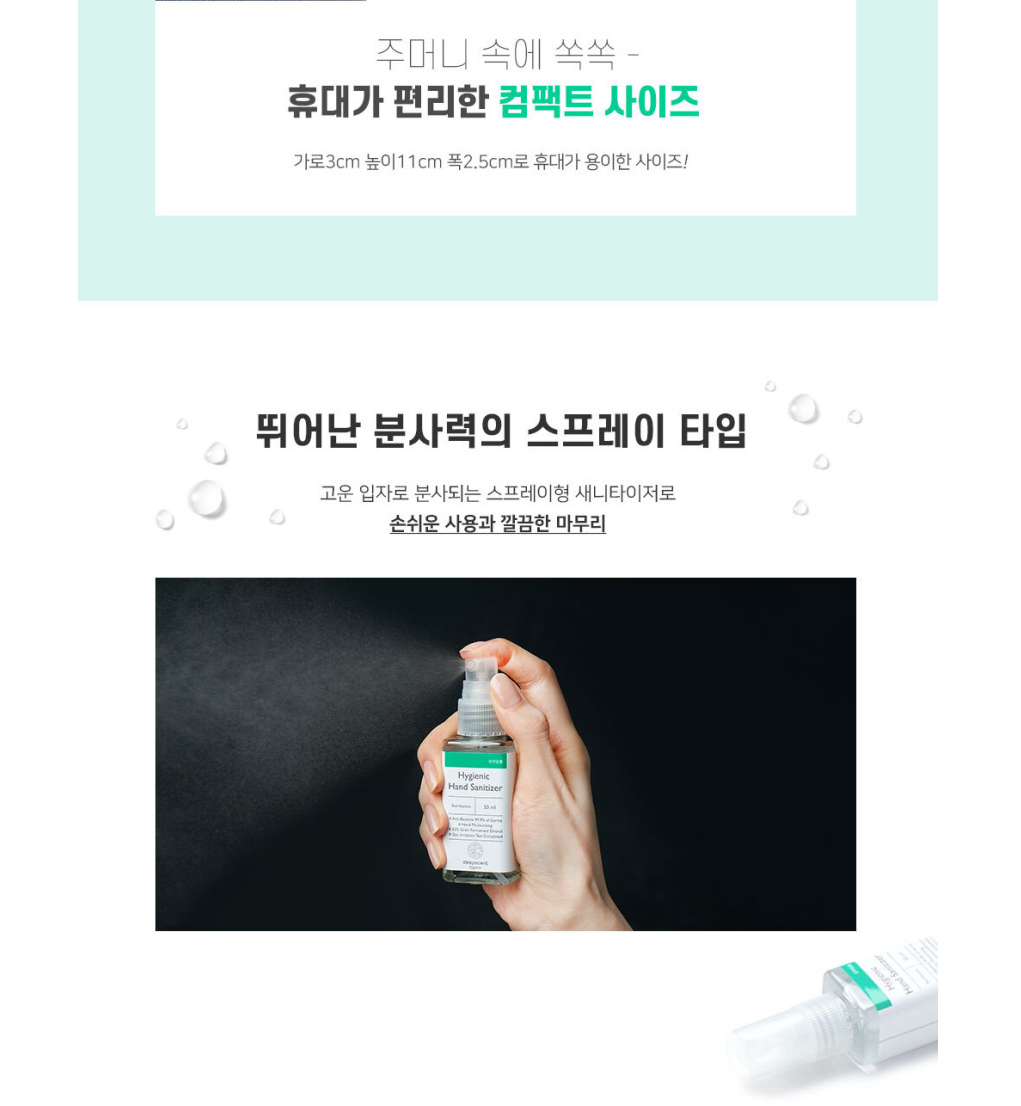 주머니 속에 쏙쏙 -
휴대가 편리한 컴팩트 사이즈
가로3cm 높이11cm 폭2.5cm로 휴대가 용이한 사이즈!
뛰어난 분사력의 스프레이 타입
고운 입자로 분사되는 스프레이형 새니타이저로
손쉬운 사용과 깔끔한 마무리
Hygienic
Hand Sanitizer
50 ml
Hygienic
Hand Sanitizer